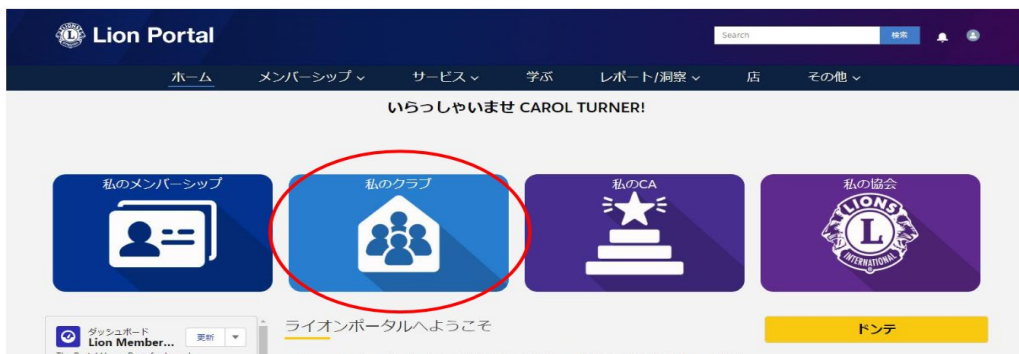 Lion Portal
Search
検索
ホーム メンバーシップ サービス 学ぶ レポート/洞察 店 その他
いらっしゃいませ CAROL TURNER!
私のメンバーシップ
私のクラブ
私のCA
私の協会
LIONS
L
INTERNATIONAL
ダッシュボード
Lion Member...
更新
ライオンポータルへようこそ
ドンテ